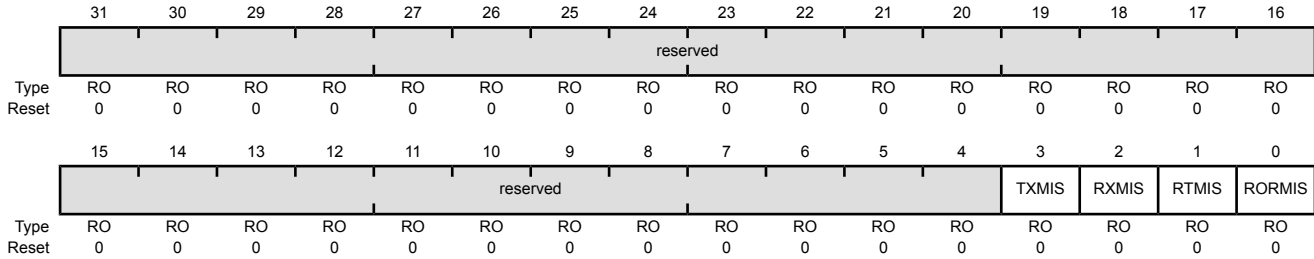 31 30 29 28 27 26 25 24 23 22 21 20 19 18 17 16
reserved
Type RO RO RO RO RO RO RO RO RO RO RO RO RO RO RO RO
Reset 0 0 0 0 0 0 0 0 0 0 0 0 0 0 0 0
15 14 13 12 11 10 9 8 7 6 5 4 3 2 1 0
reserved TXMIS RXMIS RTMIS RORMIS
Type RO RO RO RO RO RO RO RO RO RO RO RO RO RO RO RO
Reset 0 0 0 0 0 0 0 0 0 0 0 0 0 0 0 0